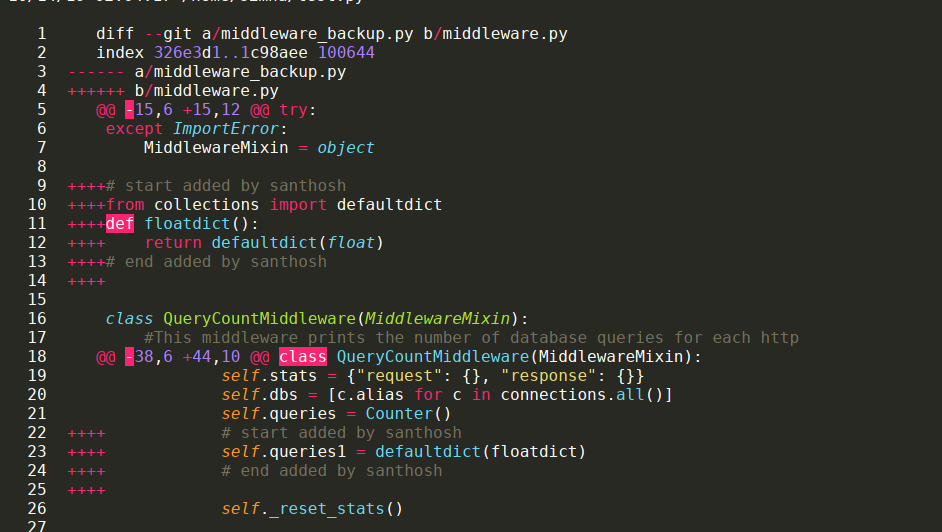 1 diff --git a/middleware_backup.py b/middleware.py
2 index 326e3d1..1c98aee 100644
3 ------ a/middleware_backup.py
4 ++++++ b/middleware.py
5 @@ -15,6 +15,12 @@ try:
6 except ImportError:
7 MiddlewareMixin = object
8
9 ++++# start added by santhosh
10 ++++from collections import defaultdict
11 ++++def floatdict():
12 ++++    return defaultdict(float)
13 ++++# end added by santhosh
14 ++++
15
16 class QueryCountMiddleware(MiddlewareMixin):
17 #This middleware prints the number of database queries for each http
18 @@ -38,6 +44,10 @@ class QueryCountMiddleware(MiddlewareMixin):
19 self.stats = {"request": {}, "response": {}}
20 self.dbs = [c.alias for c in connections.all()]
21 self.queries = Counter()
22 ++++            # start added by santhosh
23 ++++            self.queries1 = defaultdict(floatdict)
24 ++++            # end added by santhosh
25 ++++
26 self._reset_stats()
27